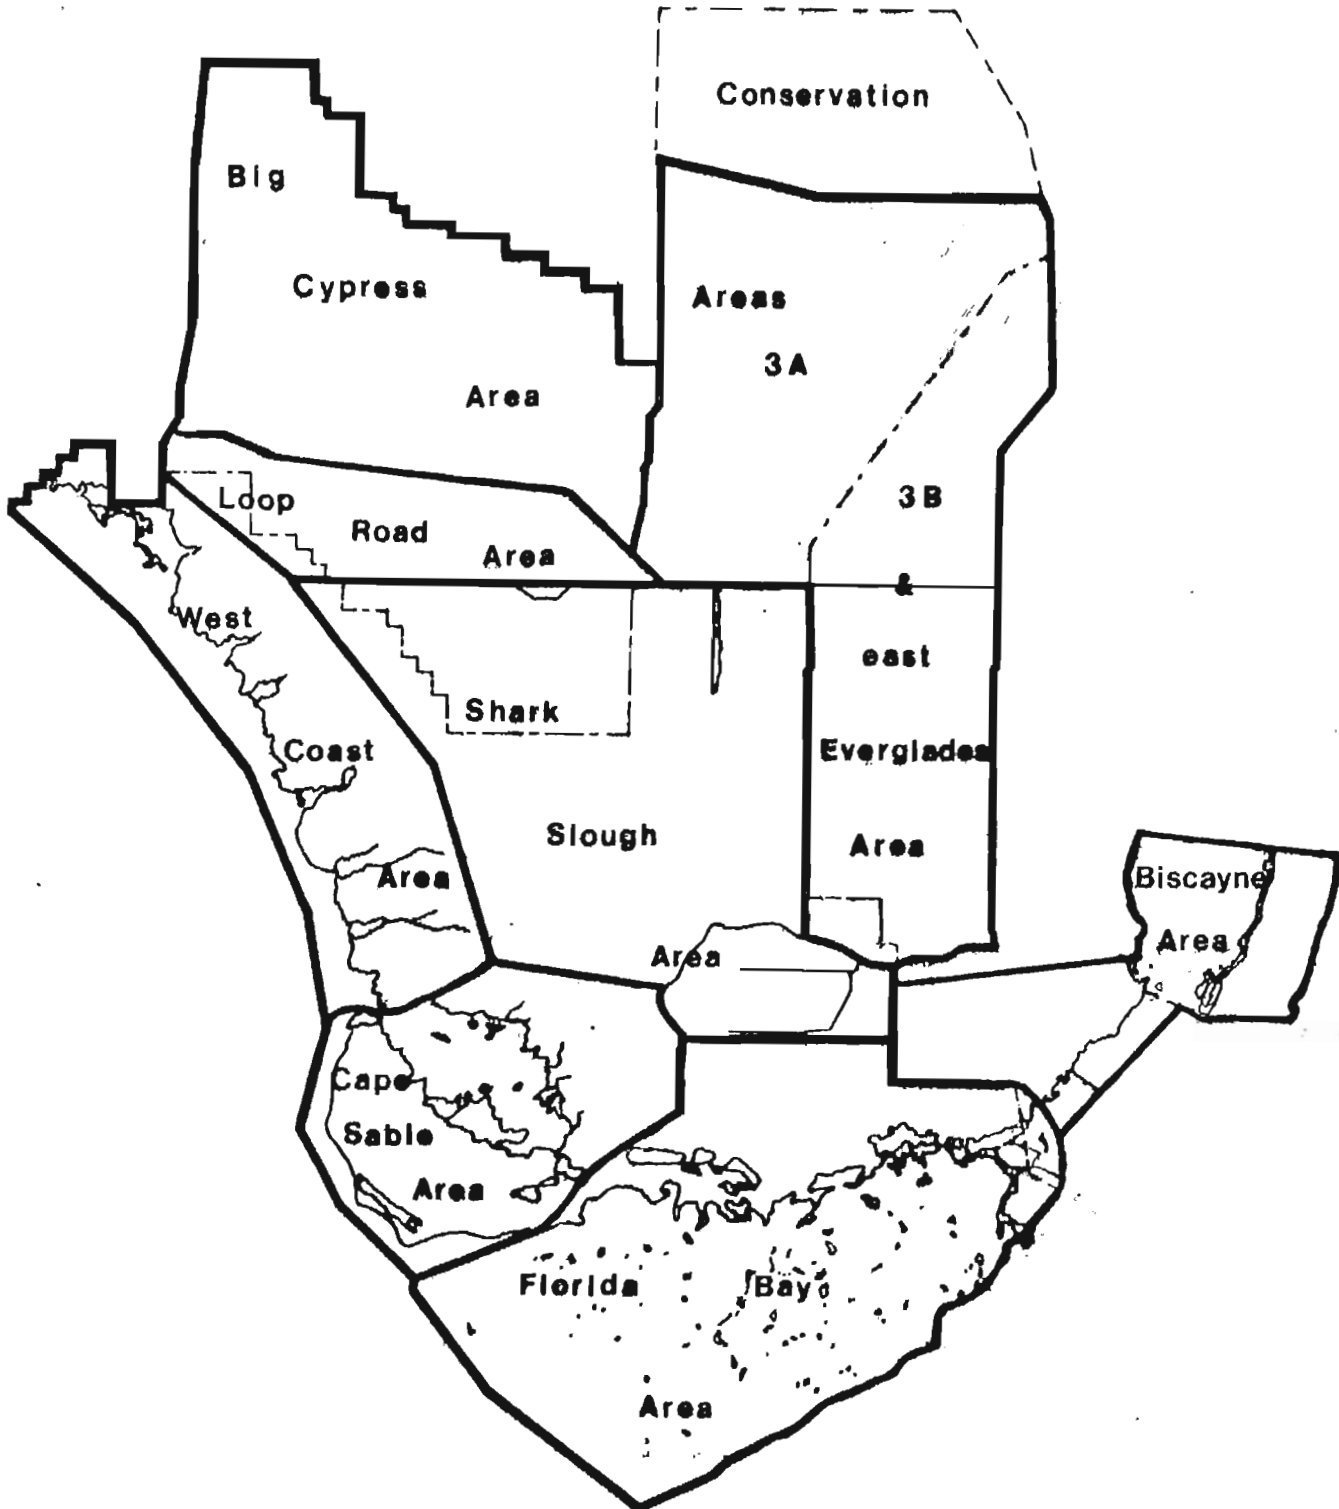 Conservation
Big
Cypress
Area
Areas
3A
3B
&
east
Everglades
Area
Loop
Road
Area
West
Coast
Area
Shark
Slough
Area
Biscayne
Area
Cape
Sable
Area
Florida
Bay
Area